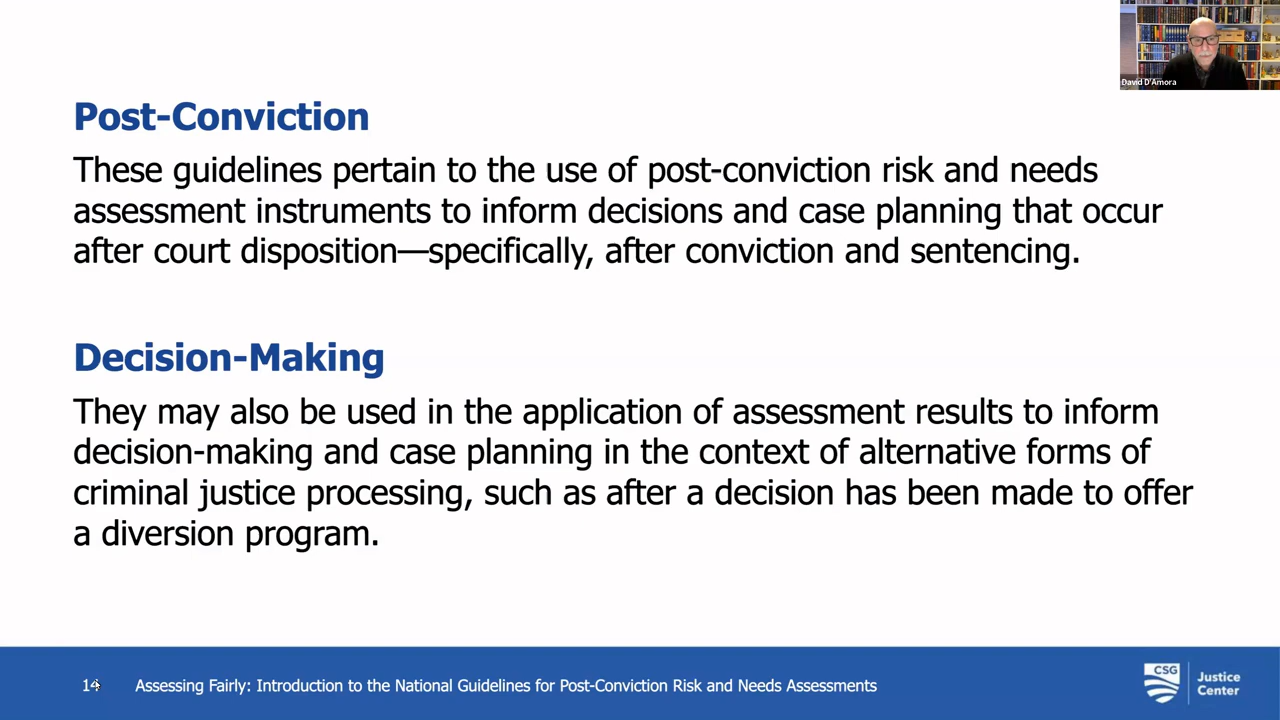 David D'Amora
Post-Conviction
These guidelines pertain to the use of post-conviction risk and needs
assessment instruments to inform decisions and case planning that occur
after court disposition—specifically, after conviction and sentencing.
Decision-Making
They may also be used in the application of assessment results to inform
decision-making and case planning in the context of alternative forms of
criminal justice processing, such as after a decision has been made to offer
a diversion program.
14
Assessing Fairly: Introduction to the National Guidelines for Post-Conviction Risk and Needs Assessments
CSG
Justice
Center